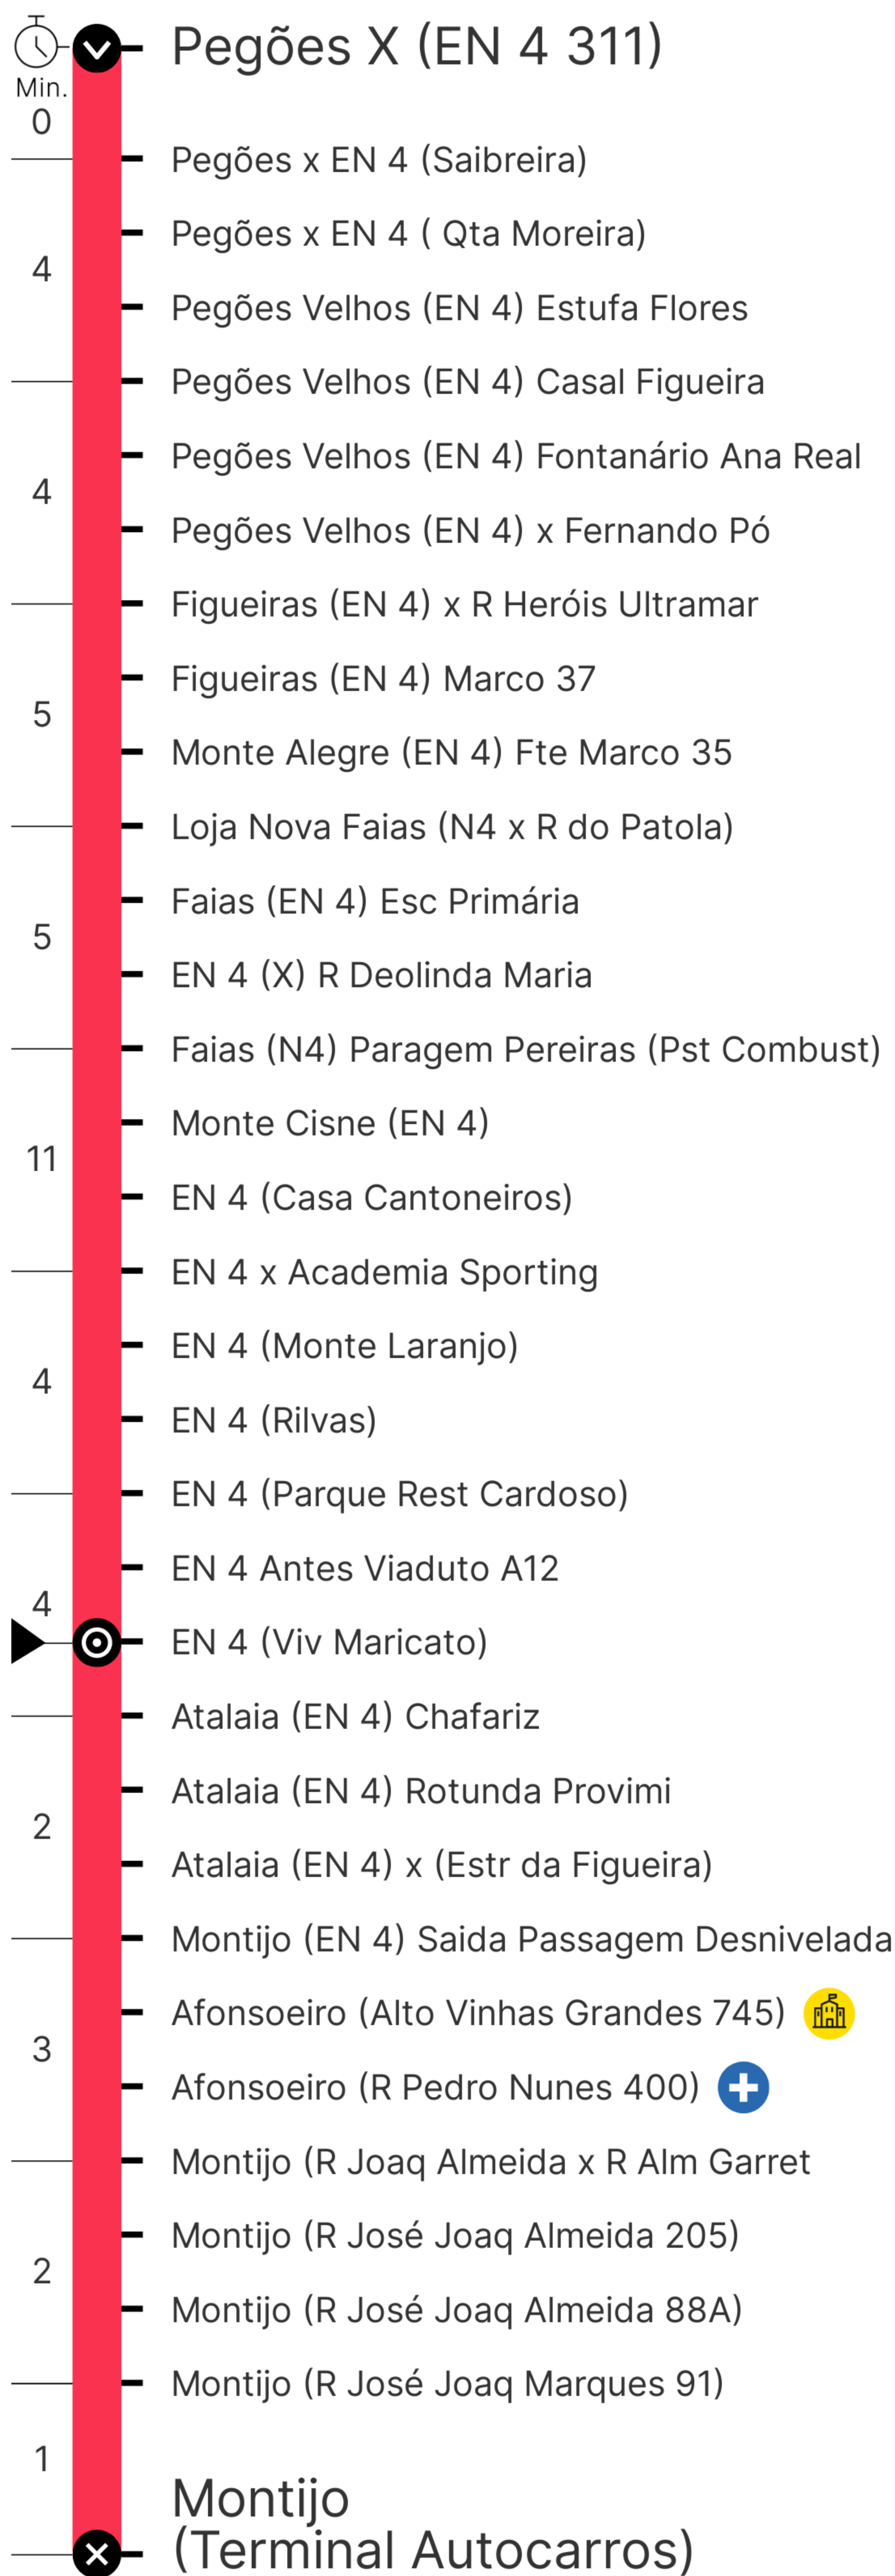 Pegões X (EN 4 311)
Min.
0
Pegões x EN 4 (Saibreira)
Pegões x EN 4 ( Qta Moreira)
4
Pegões Velhos (EN 4) Estufa Flores
Pegões Velhos (EN 4) Casal Figueira
Pegões Velhos (EN 4) Fontanário Ana Real
4
Pegões Velhos (EN 4) x Fernando Pó
Figueiras (EN 4) x R Heróis Ultramar
Figueiras (EN 4) Marco 37
5
Monte Alegre (EN 4) Fte Marco 35
Loja Nova Faias (N4 x R do Patola)
Faias (EN 4) Esc Primária
5
EN 4 (X) R Deolinda Maria
Faias (N4) Paragem Pereiras (Pst Combust)
Monte Cisne (EN 4)
11
EN 4 (Casa Cantoneiros)
EN 4 x Academia Sporting
EN 4 (Monte Laranjo)
4
EN 4 (Rilvas)
EN 4 (Parque Rest Cardoso)
EN 4 Antes Viaduto A12
4
EN 4 (Viv Maricato)
Atalaia (EN 4) Chafariz
Atalaia (EN 4) Rotunda Provimi
2
Atalaia (EN 4) x (Estr da Figueira)
Montijo (EN 4) Saida Passagem Desnivelada
Afonsoeiro (Alto Vinhas Grandes 745)
3
Afonsoeiro (R Pedro Nunes 400)
Montijo (R Joaq Almeida x R Alm Garret
Montijo (R José Joaq Almeida 205)
2
Montijo (R José Joaq Almeida 88A)
Montijo (R José Joaq Marques 91)
1
Montijo
(Terminal Autocarros)